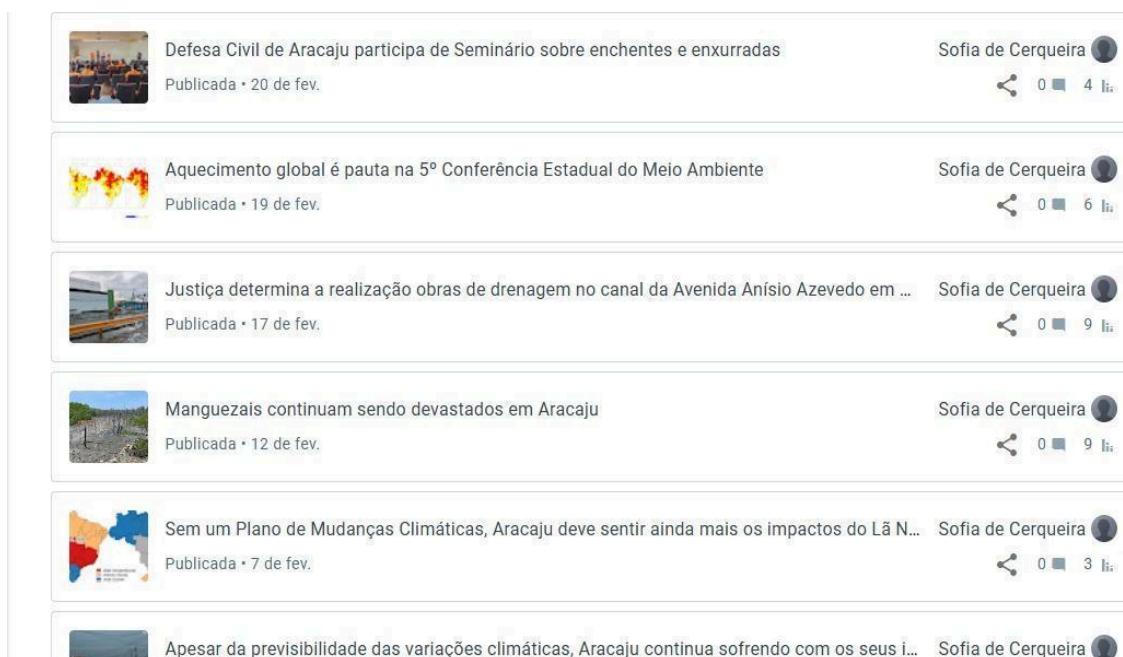 Defesa Civil de Aracaju participa de Seminário sobre enchentes e enxurradas Sofia de Cerqueira
Publicada • 20 de fev. 0 4
Aquecimento global é pauta na 5º Conferência Estadual do Meio Ambiente Sofia de Cerqueira
Publicada • 19 de fev. 0 6
Justiça determina a realização obras de drenagem no canal da Avenida Anísio Azevedo em ... Sofia de Cerqueira
Publicada • 17 de fev. 0 9
Manguezais continuam sendo devastados em Aracaju Sofia de Cerqueira
Publicada • 12 de fev. 0 9
Sem um Plano de Mudanças Climáticas, Aracaju deve sentir ainda mais os impactos do Lã N... Sofia de Cerqueira
Publicada • 7 de fev. 0 3
Apesar da previsibilidade das variações climáticas, Aracaju continua sofrendo com os seus i... Sofia de Cerqueira